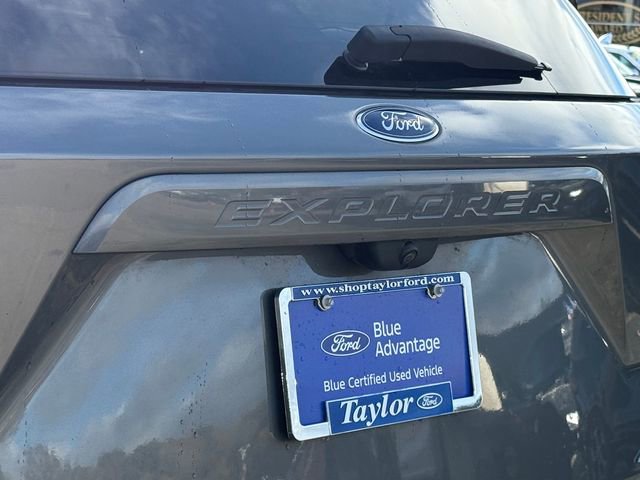 Ford
EXPLORER
www.shoptaylorford.com
Ford
Blue
Advantage
Blue Certified Used Vehicle
Taylor Ford